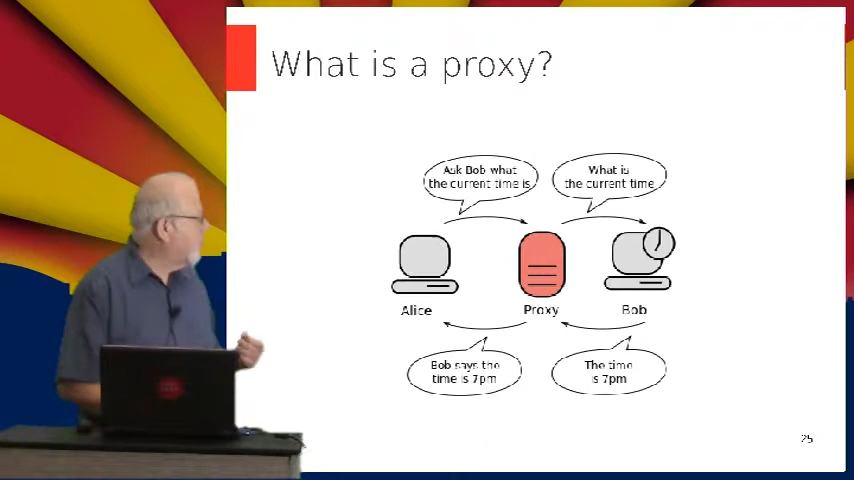 What is a proxy?
Ask Bob what
the current time is
What is
the current time
Alice
Proxy
Bob
Bob says the
time is 7pm
The time
is 7pm
25